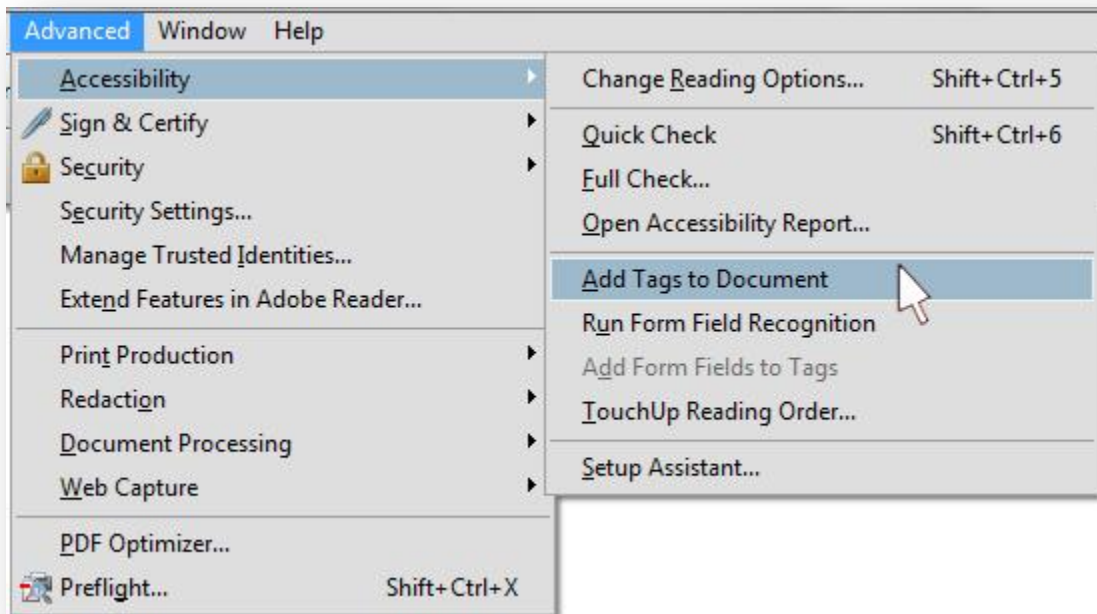 Advanced Window Help
Accessibility
Sign & Certify
Security
Security Settings...
Manage Trusted Identities...
Extend Features in Adobe Reader...
Print Production
Redaction
Document Processing
Web Capture
PDF Optimizer...
Preflight... Shift+Ctrl+X
Change Reading Options... Shift+Ctrl+5
Quick Check Shift+Ctrl+6
Full Check...
Open Accessibility Report...
Add Tags to Document
Run Form Field Recognition
Add Form Fields to Tags
TouchUp Reading Order...
Setup Assistant...